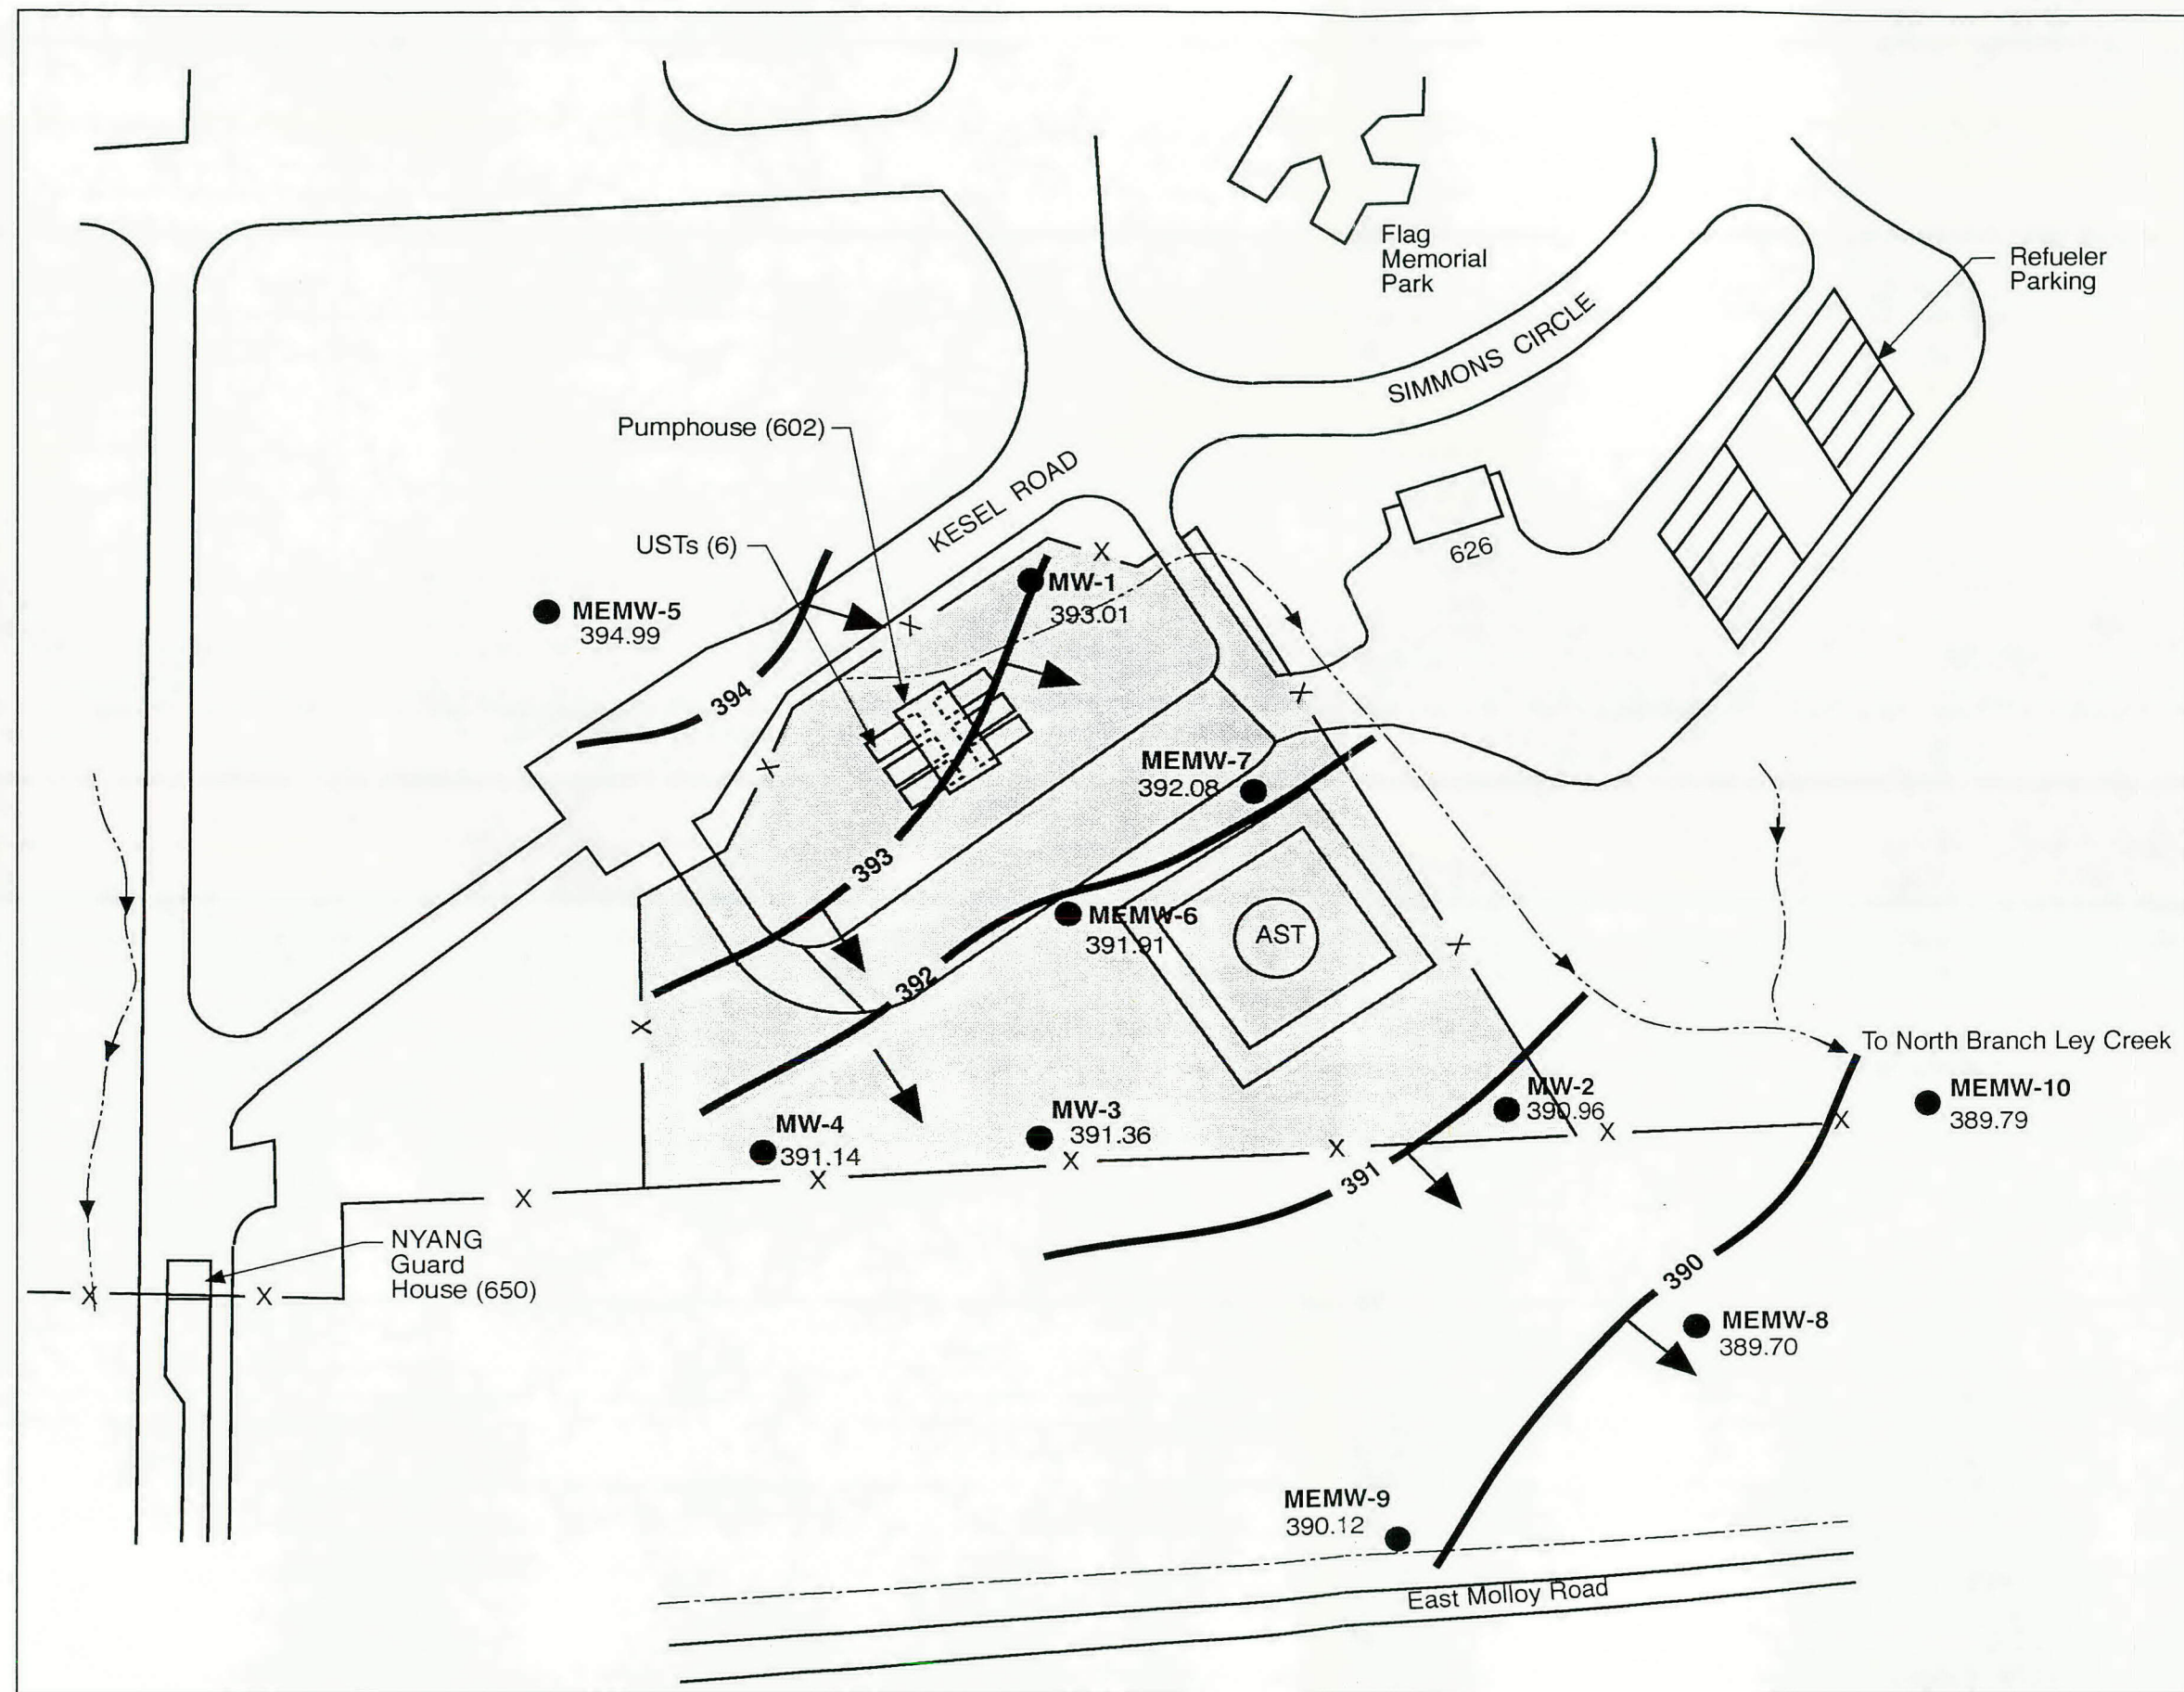 Flag
Memorial
Park
Refueler
Parking
SIMMONS CIRCLE
Pumphouse (602)
KESEL ROAD
USTs (6)
626
X
MW-1
393.01
MEMW-5
394.99
X
394
X
X
MEMW-7
392.08
393
MEMW-6
391.91
AST
X
392
X
To North Branch Ley Creek
MW-2
390.96
MEMW-10
389.79
MW-4
391.14
MW-3
391.36
X
X
X
X
X
X
391
NYANG
Guard
House (650)
X
X
390
MEMW-8
389.70
MEMW-9
390.12
East Molloy Road